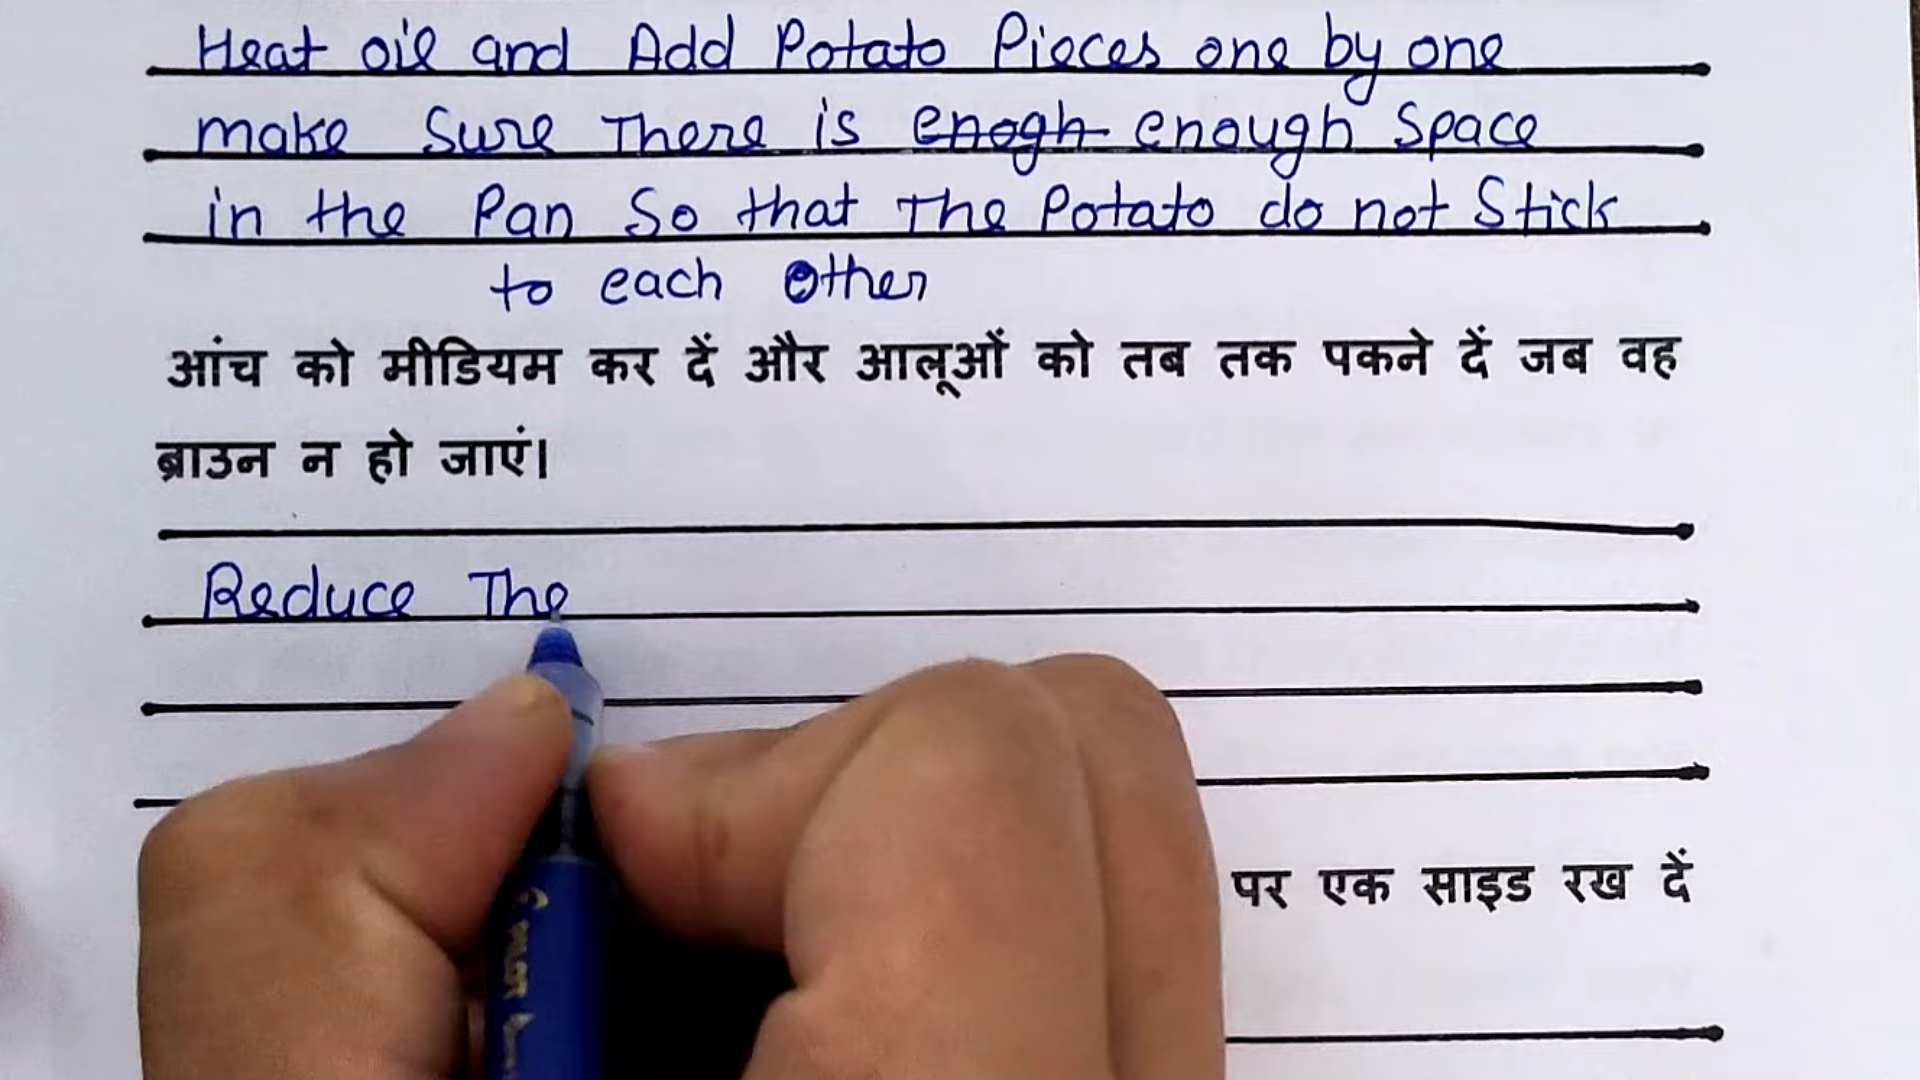 Heat oil and Add Potato Pieces one by one
make Sure There is enogh enough Space
in the Pan So that The Potato do not Stick
to each Other
आंच को मीडियम कर दें और आलूओं को तब तक पकने दें जब वह
ब्राउन न हो जाएं।
Reduce The
पर एक साइड रख दें
PILOT